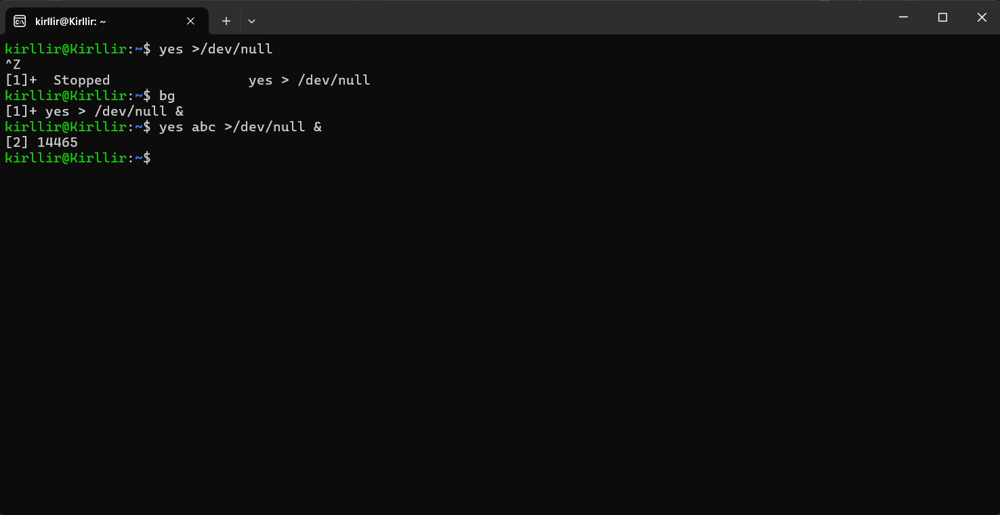 kirllir@Kirllir: ~
kirllir@Kirllir:~$ yes >/dev/null
^Z
[1]+  Stopped                 yes > /dev/null
kirllir@Kirllir:~$ bg
[1]+ yes > /dev/null &
kirllir@Kirllir:~$ yes abc >/dev/null &
[2] 14465
kirllir@Kirllir:~$